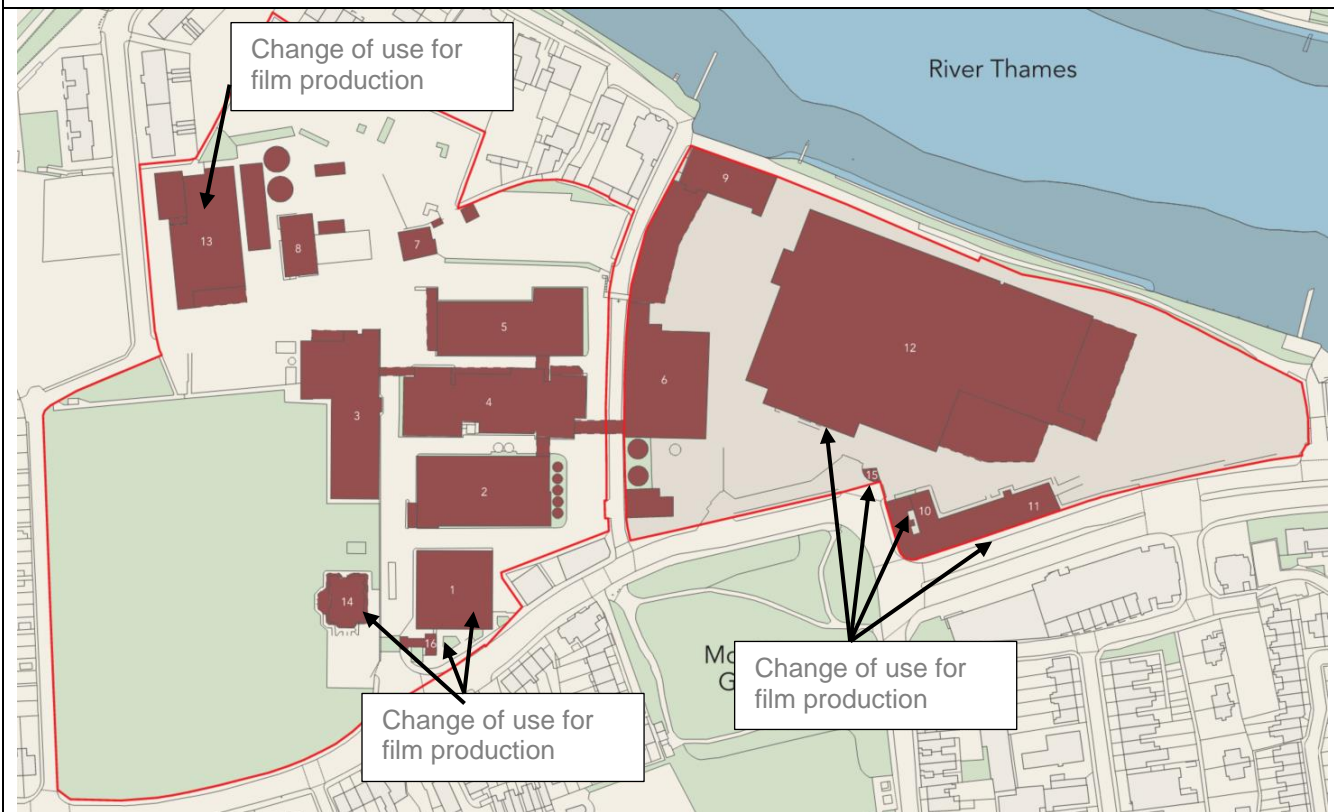 Change of use for
film production
River Thames
9
13
8
7
5
12
6
4
3
2
15
10
11
1
14
16
Change of use for
film production
Change of use for
film production